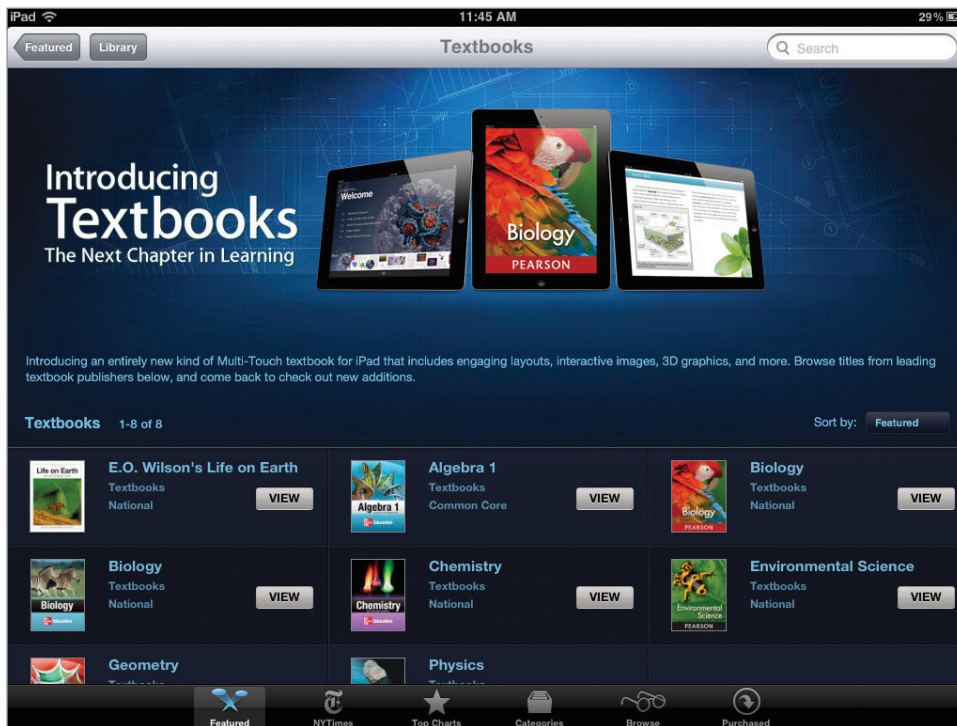 iPad 11:45 AM 29%
Featured Library Textbooks Search
Introducing
Textbooks
The Next Chapter in Learning
Welcome
Biology
PEARSON
Introducing an entirely new kind of Multi-Touch textbook for iPad that includes engaging layouts, interactive images, 3D graphics, and more. Browse titles from leading
textbook publishers below, and come back to check out new additions.
Textbooks 1-8 of 8 Sort by: Featured
Life on Earth
E.O. Wilson's Life on Earth
Textbooks
National
VIEW
Algebra 1
Education
Algebra 1
Textbooks
Common Core
VIEW
Biology
PEARSON
Biology
Textbooks
National
VIEW
Biology
Education
Biology
Textbooks
National
VIEW
Chemistry
Education
Chemistry
Textbooks
National
VIEW
Environmental
Science
PEARSON
Environmental Science
Textbooks
National
VIEW
Geometry
Textbooks
Physics
Textbooks
Featured NYTimes Top Charts Categories Browse Purchased